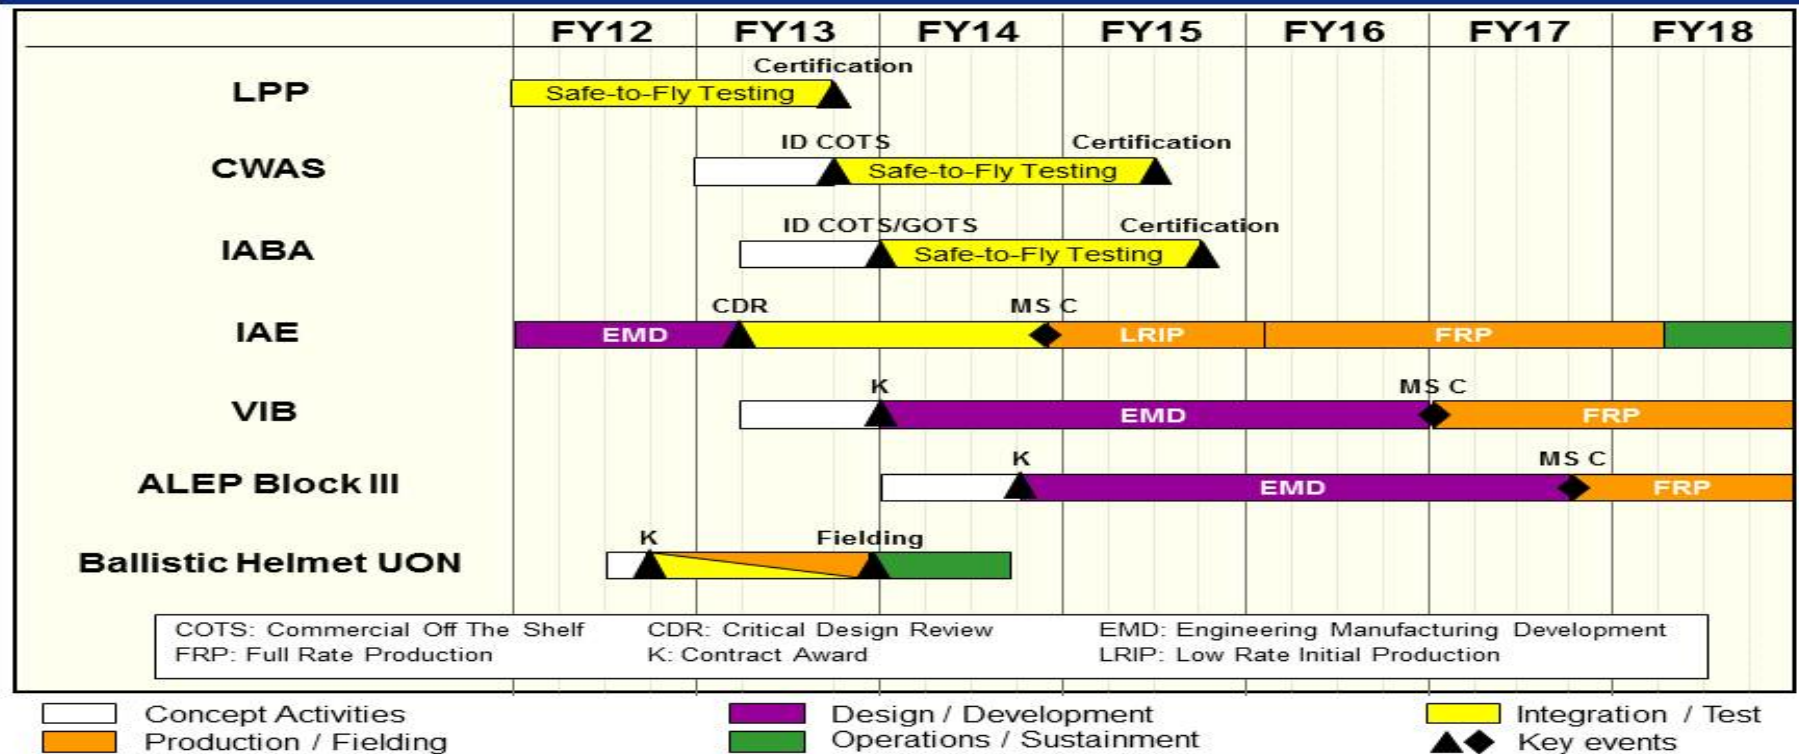 FY12 FY13 FY14 FY15 FY16 FY17 FY18
Certification
LPP Safe-to-Fly Testing
ID COTS Certification
CWAS Safe-to-Fly Testing
ID COTS/GOTS Certification
IABA Safe-to-Fly Testing
CDR MS C
IAE EMD LRIP FRP
K MS C
VIB EMD FRP
K MS C
ALEP Block III EMD FRP
K Fielding
Ballistic Helmet UON
COTS: Commercial Off The Shelf CDR: Critical Design Review EMD: Engineering Manufacturing Development
FRP: Full Rate Production K: Contract Award LRIP: Low Rate Initial Production
Concept Activities Design / Development Integration / Test
Production / Fielding Operations / Sustainment Key events